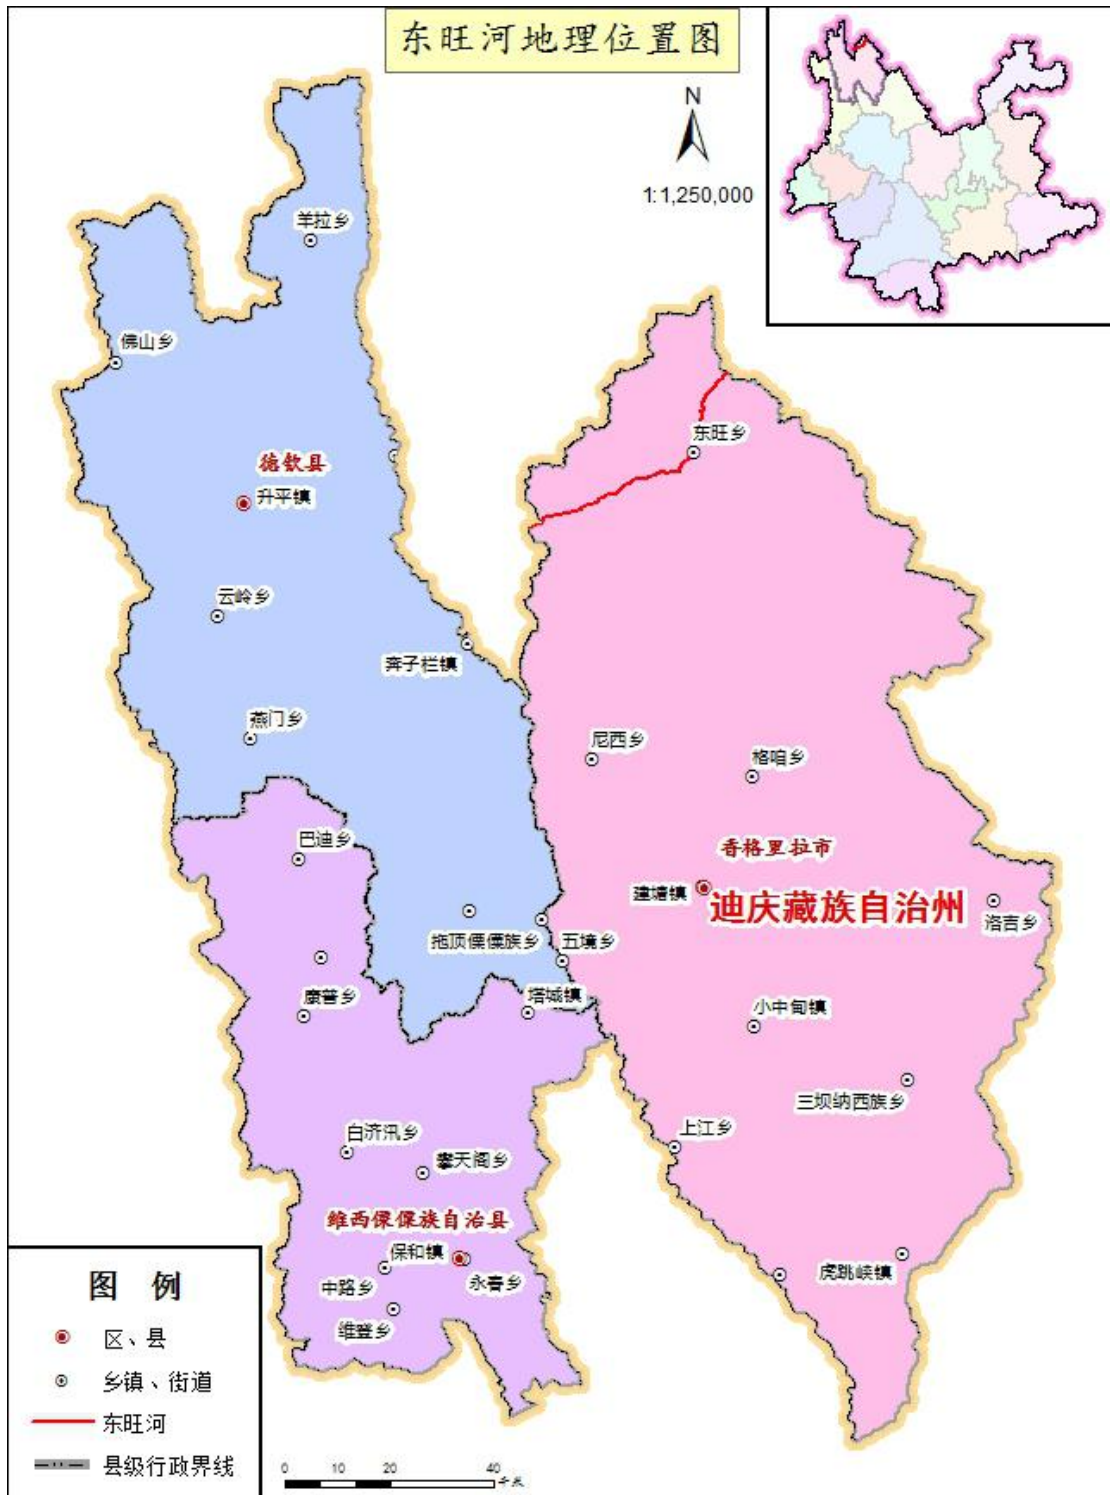 东旺河地理位置图
N
1:1,250,000
羊拉乡
佛山乡
东旺乡
德钦县
升平镇
云岭乡
奔子栏镇
燕门乡
尼西乡
格咱乡
巴迪乡
香格里拉市
建塘镇
迪庆藏族自治州
洛吉乡
拖顶傈僳族乡
五境乡
康普乡
塔城镇
小中甸镇
三坝纳西族乡
上江乡
白济汛乡
攀天阁乡
维西傈僳族自治县
保和镇
中路乡
永春乡
维登乡
虎跳峡镇
图 例
区、县
乡镇、街道
东旺河
县级行政界线
0 10 20 40
千米